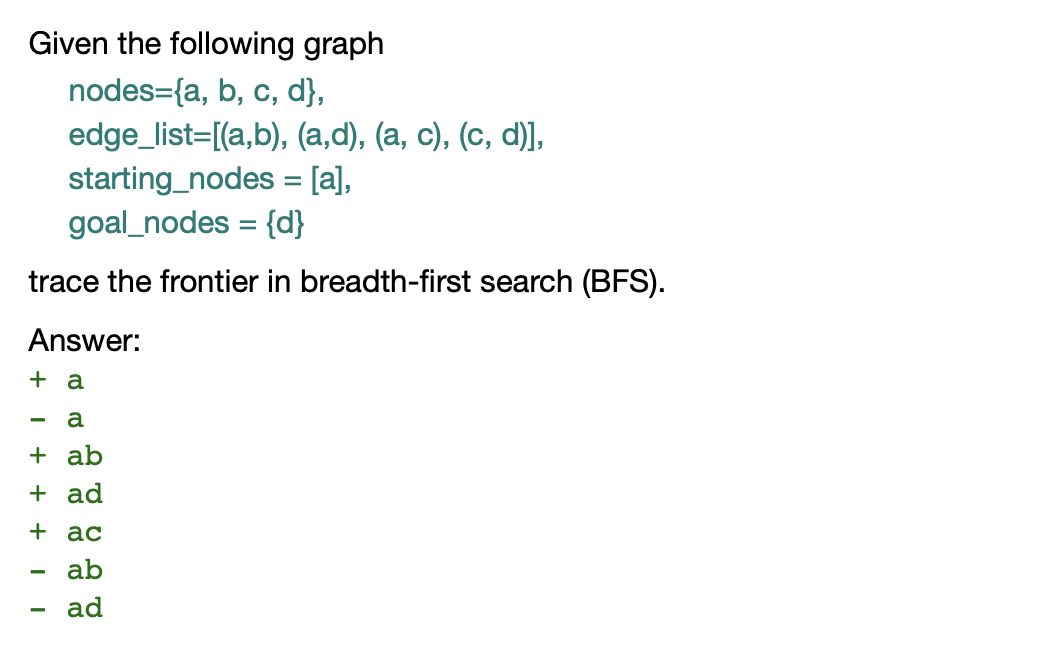 Given the following graph
nodes={a, b, c, d},
edge_list=[(a,b), (a,d), (a, c), (c, d)],
starting_nodes = [a],
goal_nodes = {d}
trace the frontier in breadth-first search (BFS).
Answer:
+ a
- a
+ ab
+ ad
+ ac
- ab
- ad